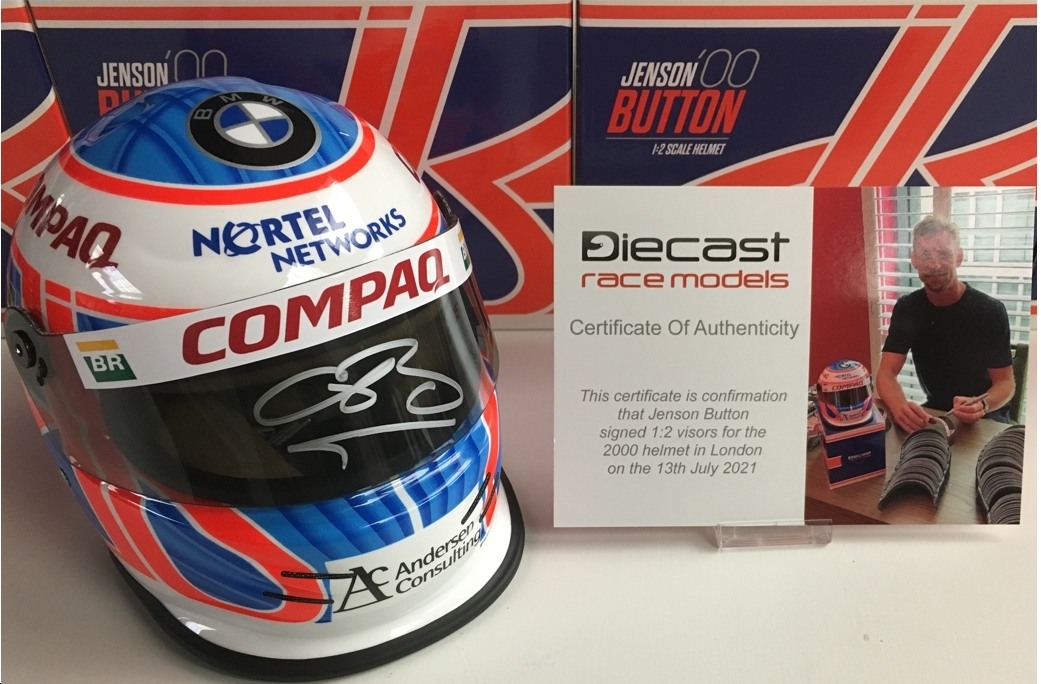 JENSON '00
BUTTON
JENSON '00
BUTTON
1:2 SCALE HELMET
BMW
NORTEL
NETWORKS
COMPAQ
BR
Andersen
Consulting
Diecast
race models
Certificate Of Authenticity
This certificate is confirmation
that Jenson Button
signed 1:2 visors for the
2000 helmet in London
on the 13th July 2021
NORTEL
COMPAQ